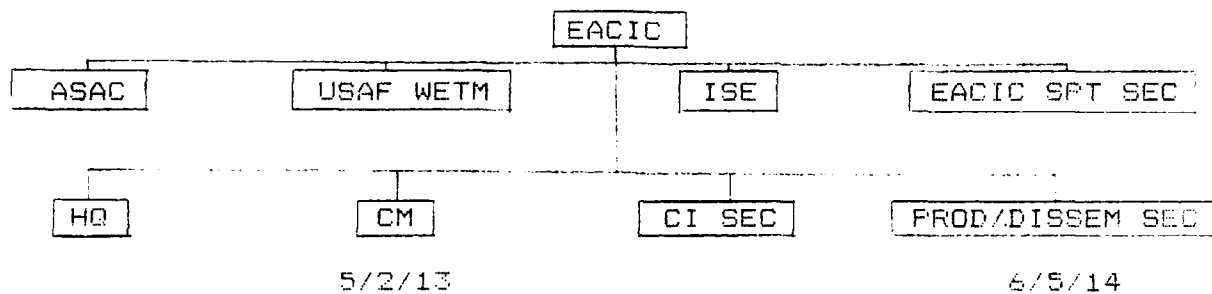 EACIC
ASAC USAF WETM ISE EACIC SPT SEC
HQ CM CI SEC PROD/DISSEM SEC
5/2/13 6/5/14